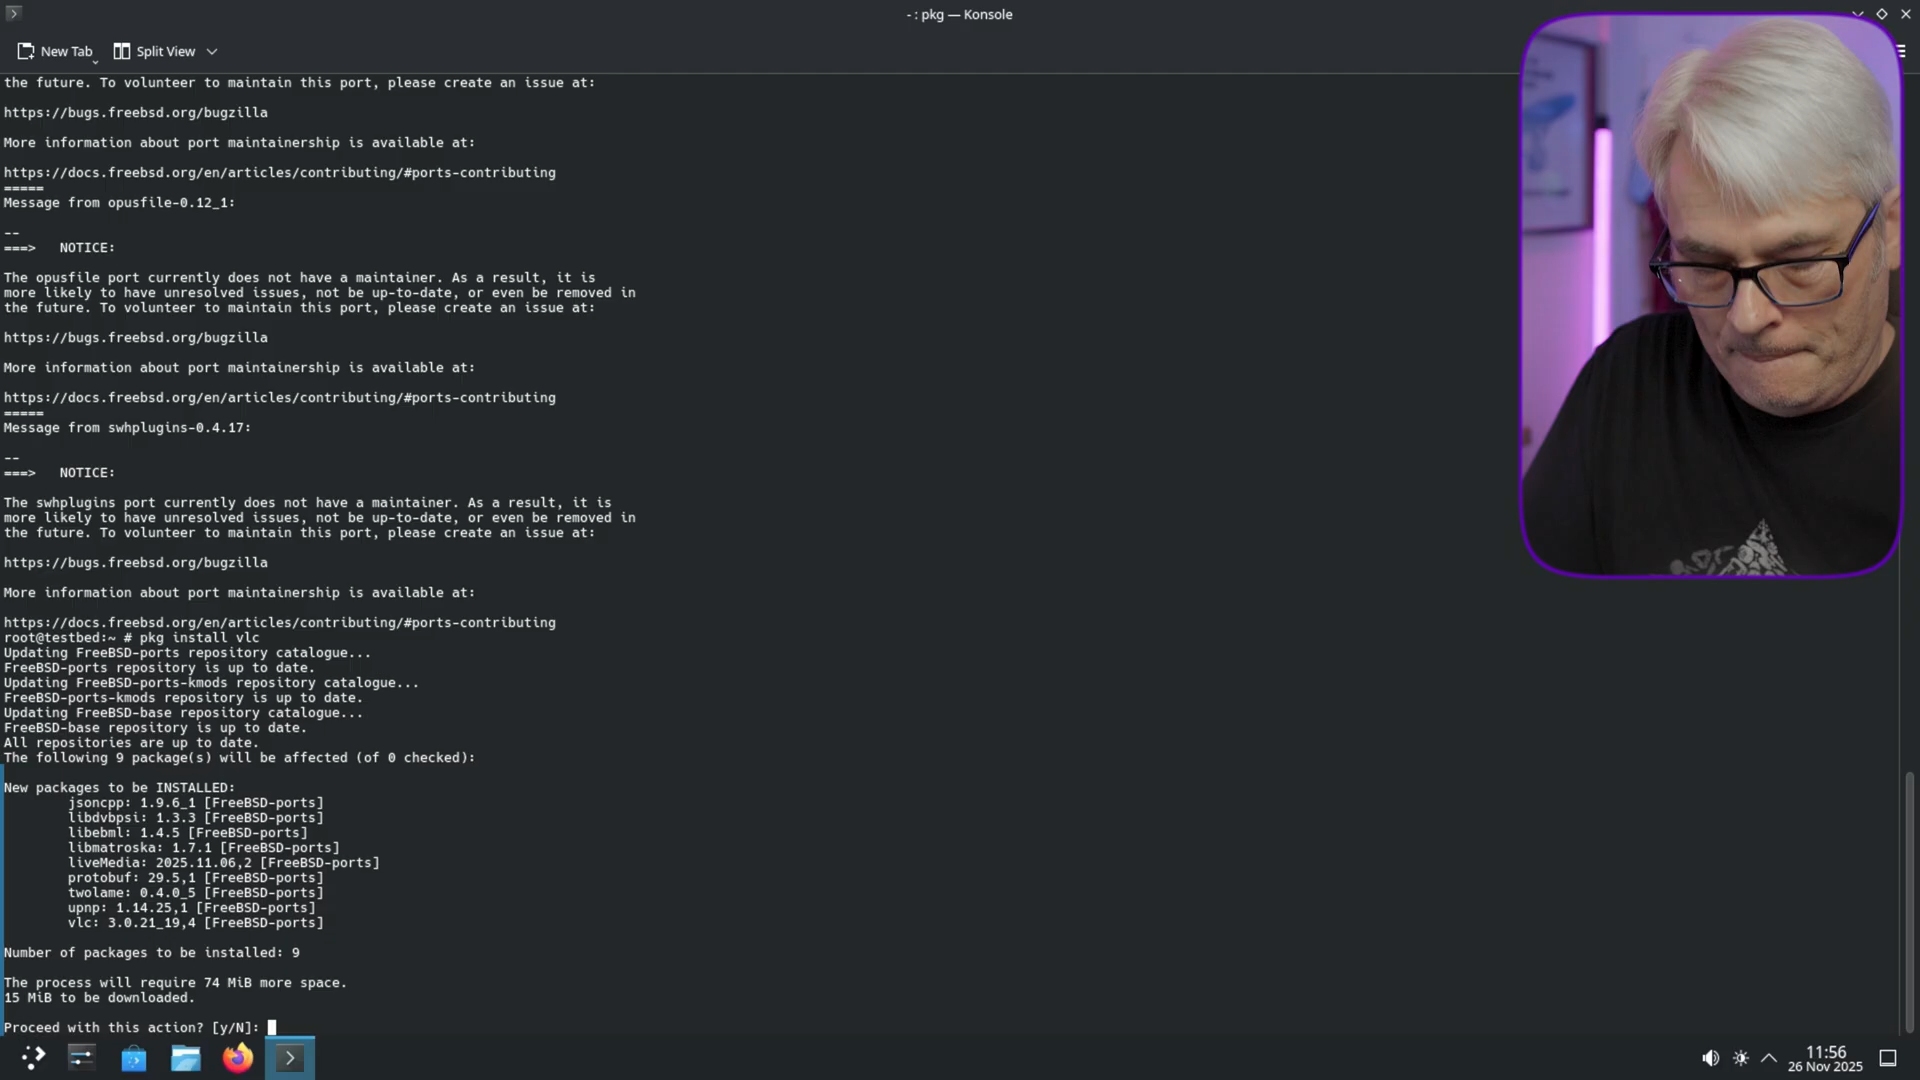 - : pkg — Konsole
New Tab
Split View
the future. To volunteer to maintain this port, please create an issue at:
https://bugs.freebsd.org/bugzilla
More information about port maintainership is available at:
https://docs.freebsd.org/en/articles/contributing/#ports-contributing
=====
Message from opusfile-0.12_1:
--
===>   NOTICE:
The opusfile port currently does not have a maintainer. As a result, it is
more likely to have unresolved issues, not be up-to-date, or even be removed in
the future. To volunteer to maintain this port, please create an issue at:
https://bugs.freebsd.org/bugzilla
More information about port maintainership is available at:
https://docs.freebsd.org/en/articles/contributing/#ports-contributing
=====
Message from swhplugins-0.4.17:
--
===>   NOTICE:
The swhplugins port currently does not have a maintainer. As a result, it is
more likely to have unresolved issues, not be up-to-date, or even be removed in
the future. To volunteer to maintain this port, please create an issue at:
https://bugs.freebsd.org/bugzilla
More information about port maintainership is available at:
https://docs.freebsd.org/en/articles/contributing/#ports-contributing
root@testbed:~ # pkg install vlc
Updating FreeBSD-ports repository catalogue...
FreeBSD-ports repository is up to date.
Updating FreeBSD-ports-kmods repository catalogue...
FreeBSD-ports-kmods repository is up to date.
Updating FreeBSD-base repository catalogue...
FreeBSD-base repository is up to date.
All repositories are up to date.
The following 9 package(s) will be affected (of 0 checked):
New packages to be INSTALLED:
jsoncpp: 1.9.6_1 [FreeBSD-ports]
libdvbpsi: 1.3.3 [FreeBSD-ports]
libebml: 1.4.5 [FreeBSD-ports]
libmatroska: 1.7.1 [FreeBSD-ports]
liveMedia: 2025.11.06,2 [FreeBSD-ports]
protobuf: 29.5,1 [FreeBSD-ports]
twolame: 0.4.0_5 [FreeBSD-ports]
upnp: 1.14.25,1 [FreeBSD-ports]
vlc: 3.0.21_19,4 [FreeBSD-ports]
Number of packages to be installed: 9
The process will require 74 MiB more space.
15 MiB to be downloaded.
Proceed with this action? [y/N]:
11:56
26 Nov 2025